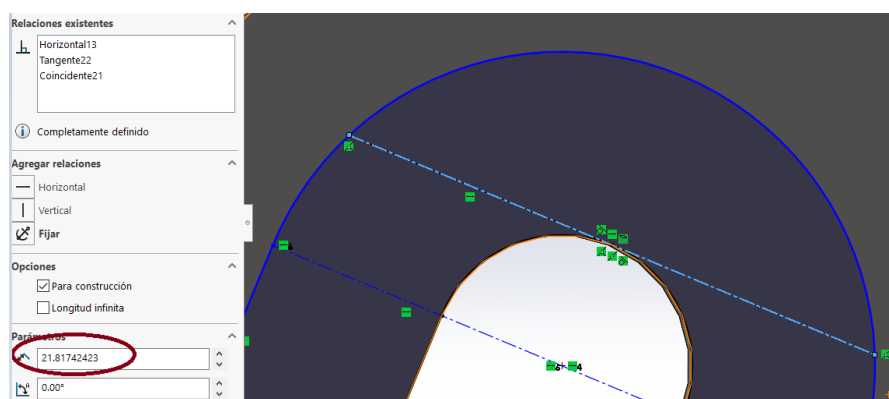 Relaciones existentes
Horizontal13
Tangente22
Coincidente21
Completamente definido
Agregar relaciones
Horizontal
Vertical
Fijar
Opciones
Para construcción
Longitud infinita
Parámetros
21.81742423
0.00°
4